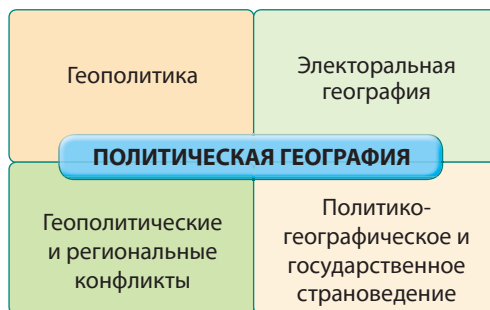 Геополитика
Электоральная
география
ПОЛИТИЧЕСКАЯ ГЕОГРАФИЯ
Геополитические
и региональные
конфликты
Политико-
географическое и
государственное
страноведение